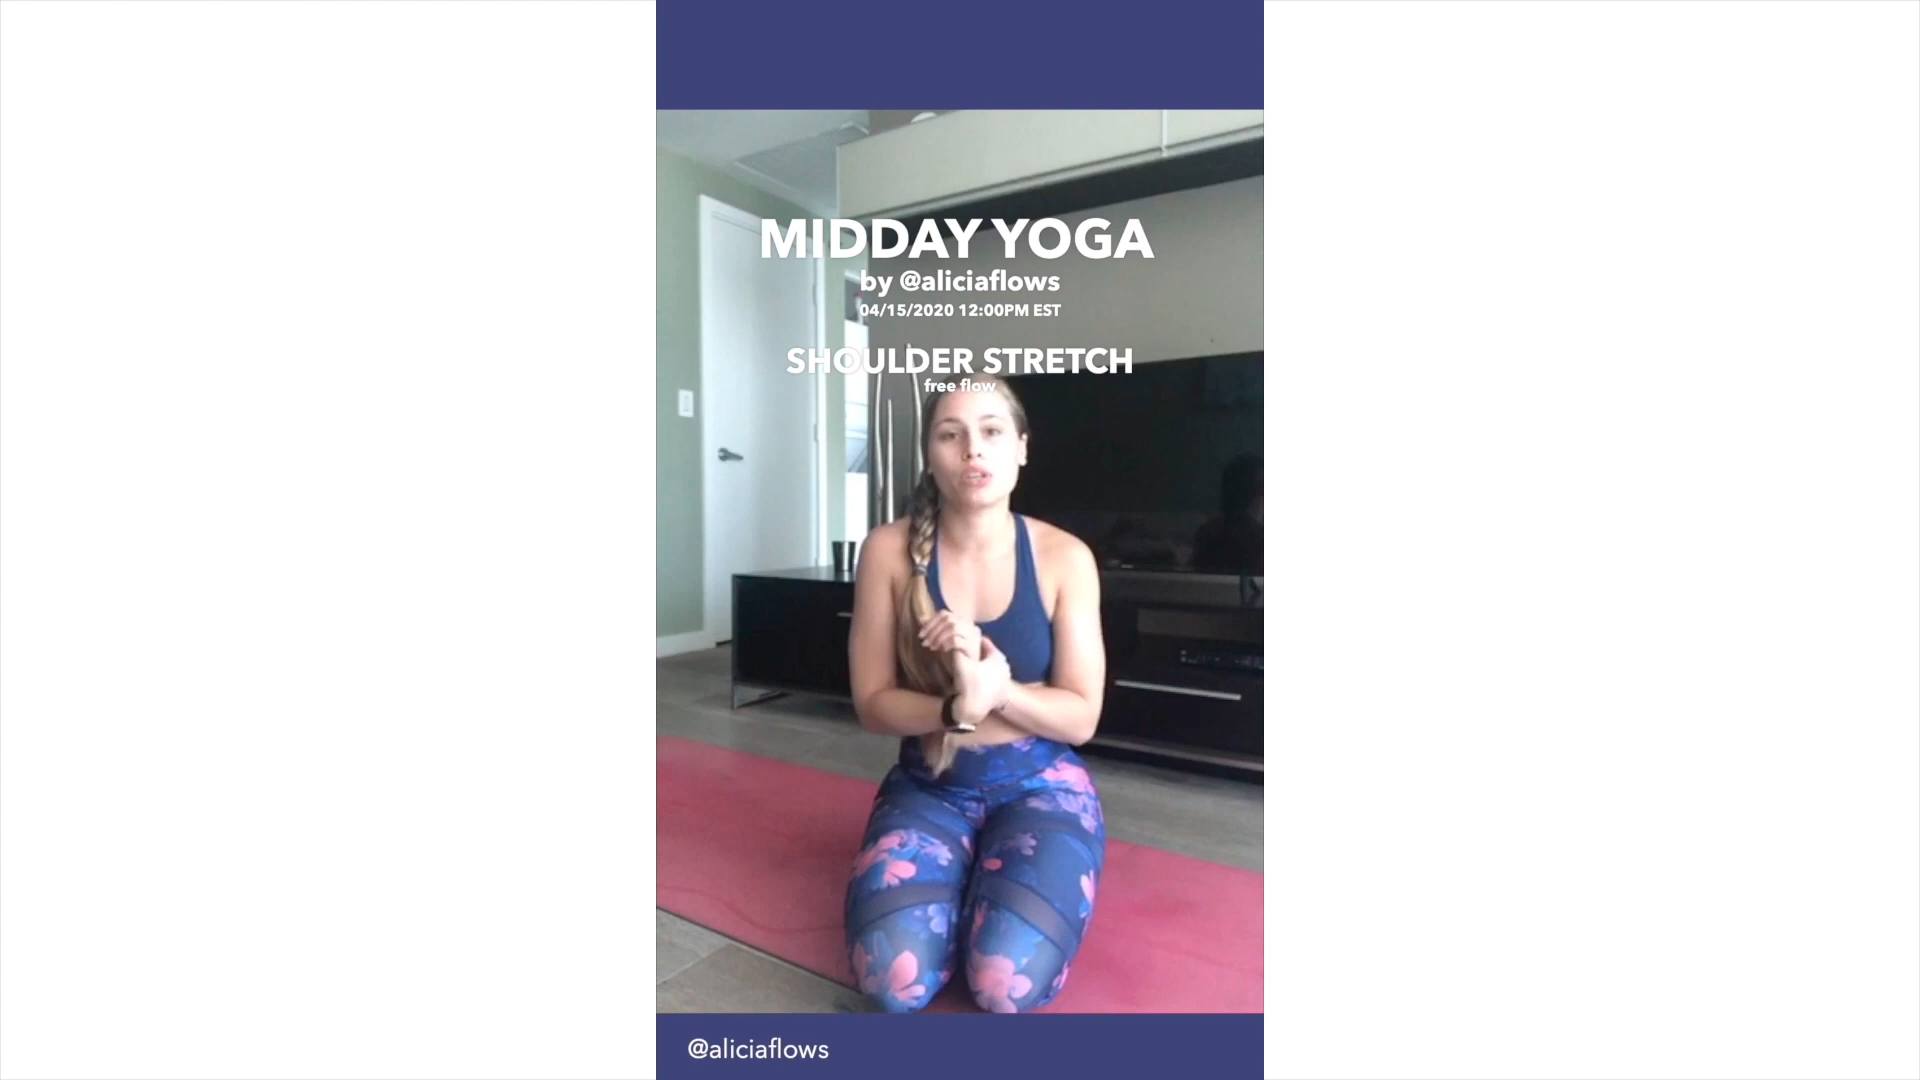 MIDDAY YOGA
by @aliciaflows
04/15/2020 12:00PM EST
SHOULDER STRETCH
free flow
@aliciaflows